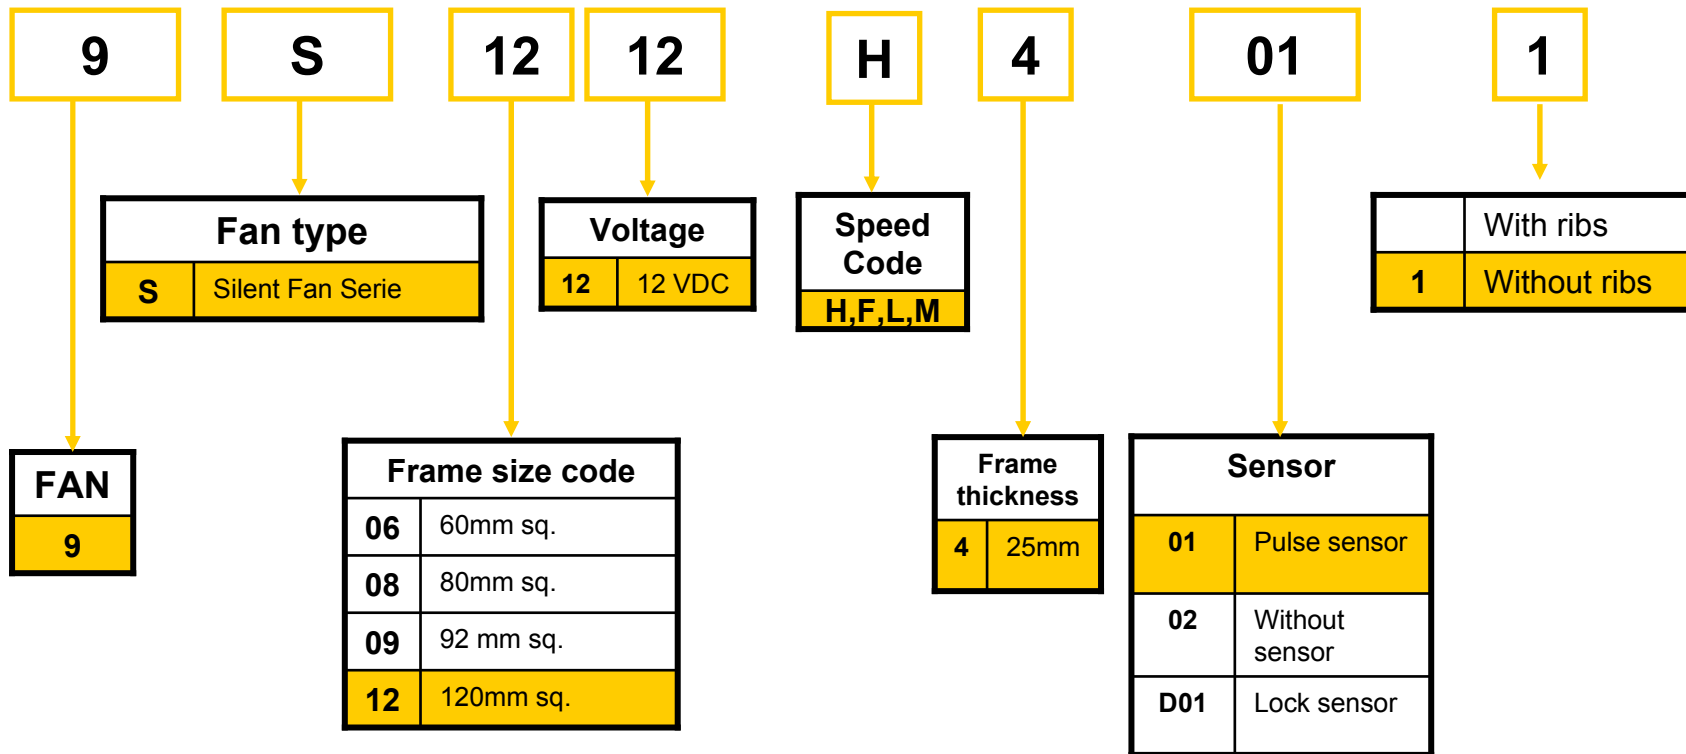 9 S 12 12 H 4 01 1
Fan type
S Silent Fan Serie
Voltage
12 12 VDC
Speed
Code
H,F,L,M
With ribs
1 Without ribs
FAN
9
Frame size code
06 60mm sq.
08 80mm sq.
09 92 mm sq.
12 120mm sq.
Frame
thickness
4 25mm
Sensor
01 Pulse sensor
02 Without
sensor
D01 Lock sensor